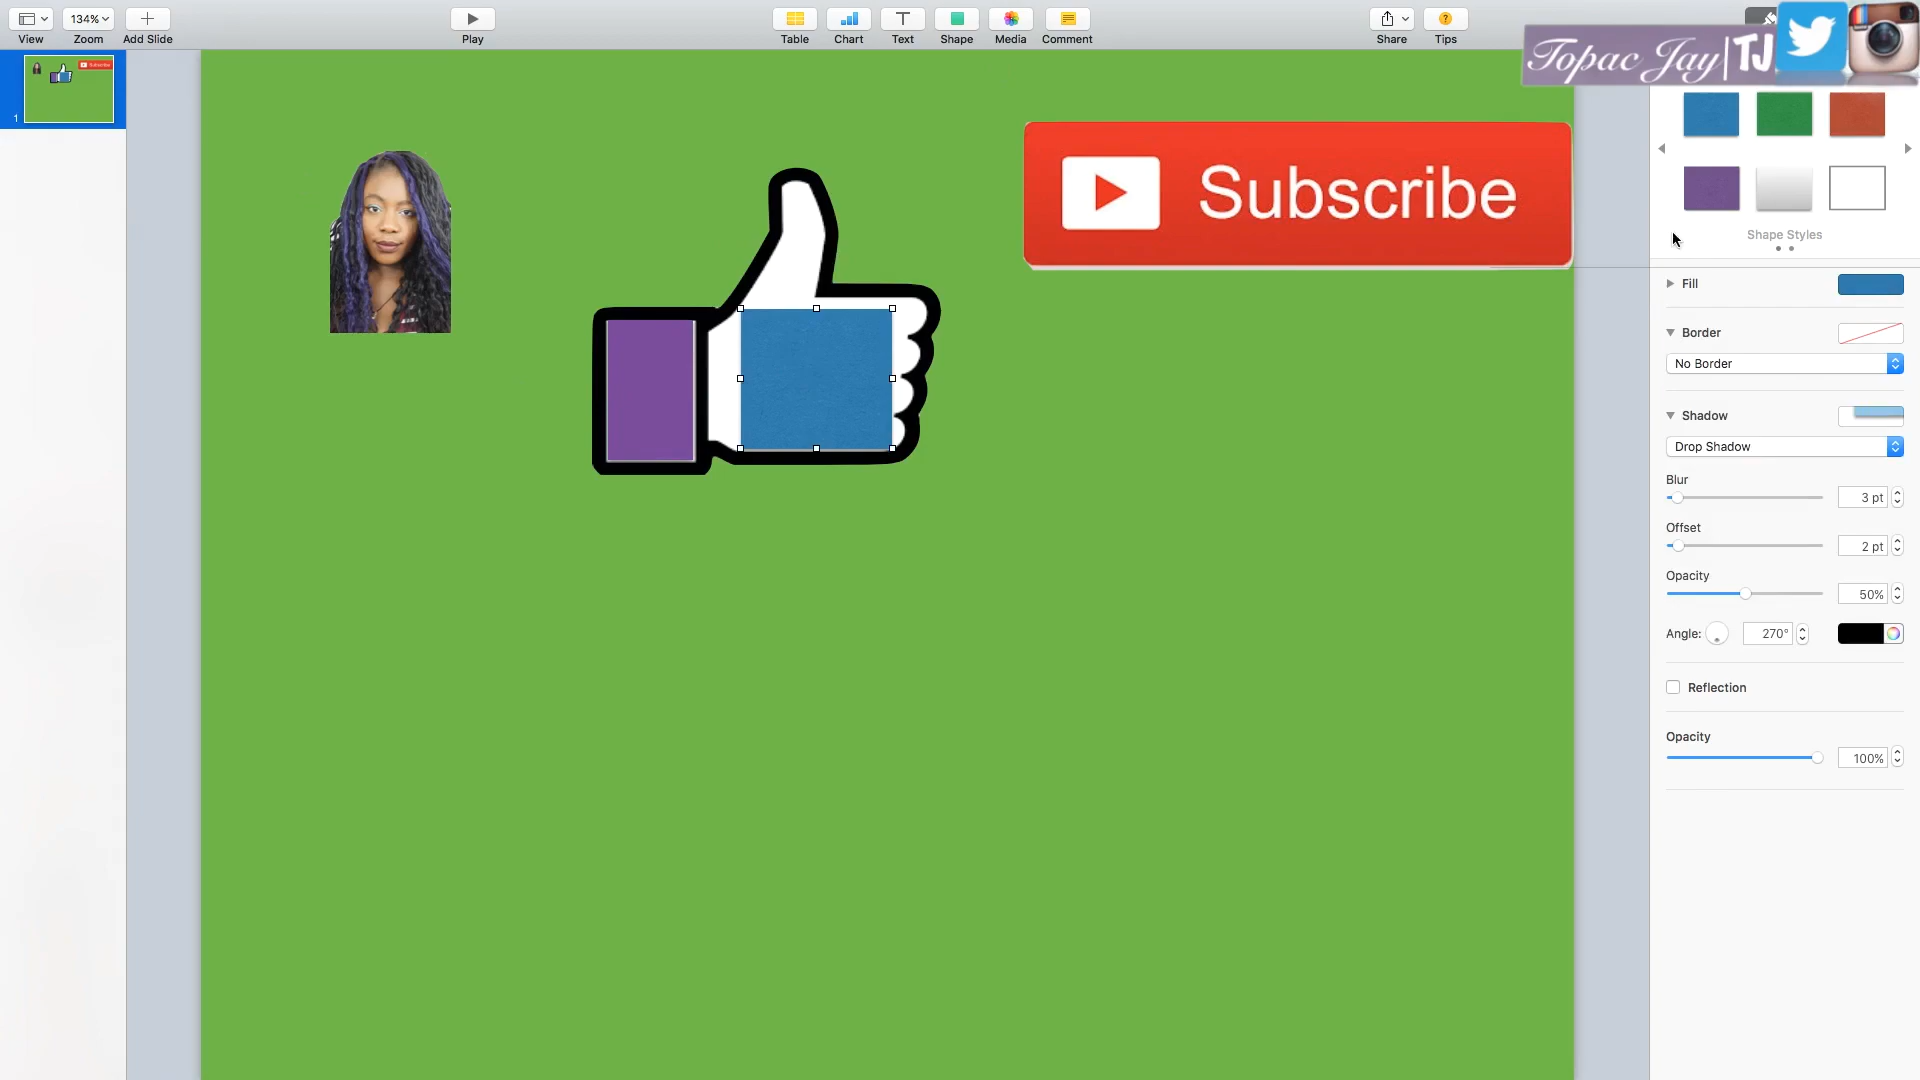 134%
View
Zoom
Add Slide
Play
Table
Chart
Text
Shape
Media
Comment
Share
Tips
Topac Jay|TJ
1
Subscribe
Subscribe
Shape Styles
Fill
Border
No Border
Shadow
Drop Shadow
Blur
3 pt
Offset
2 pt
Opacity
50%
Angle:
270°
Reflection
Opacity
100%